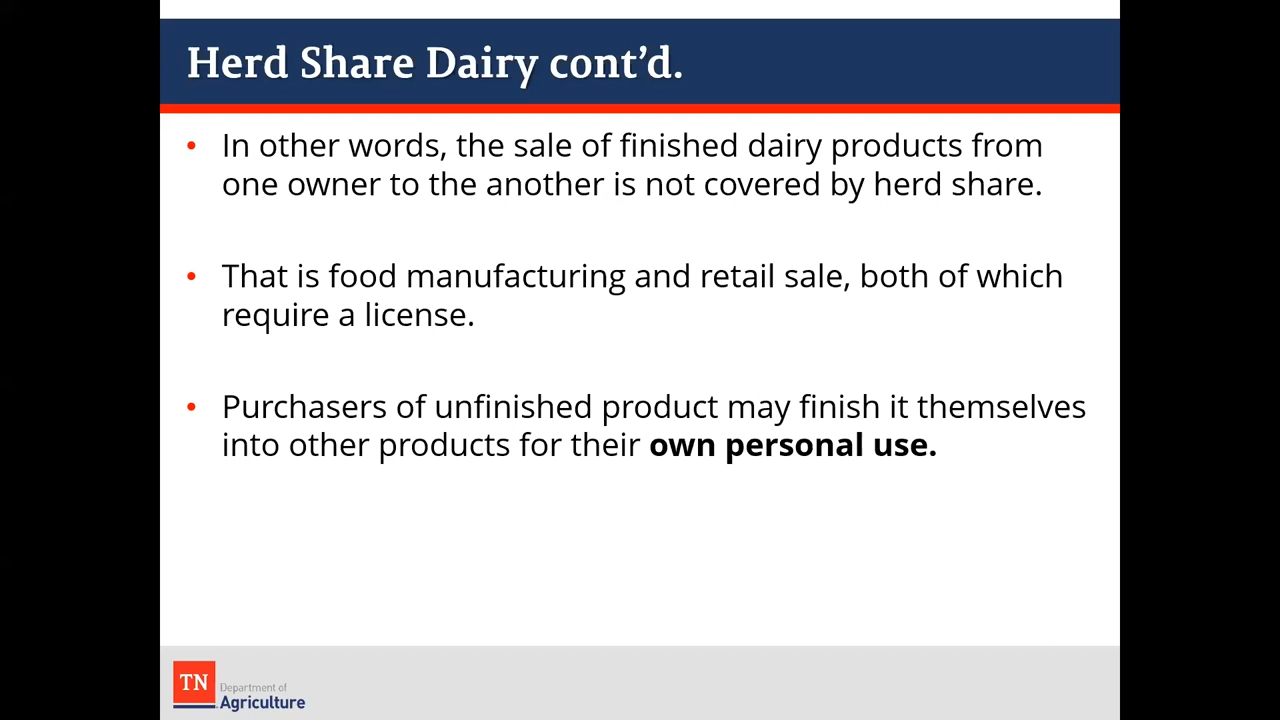 Herd Share Dairy cont’d.
• In other words, the sale of finished dairy products from
one owner to the another is not covered by herd share.
• That is food manufacturing and retail sale, both of which
require a license.
• Purchasers of unfinished product may finish it themselves
into other products for their own personal use.
TN
Department of
Agriculture